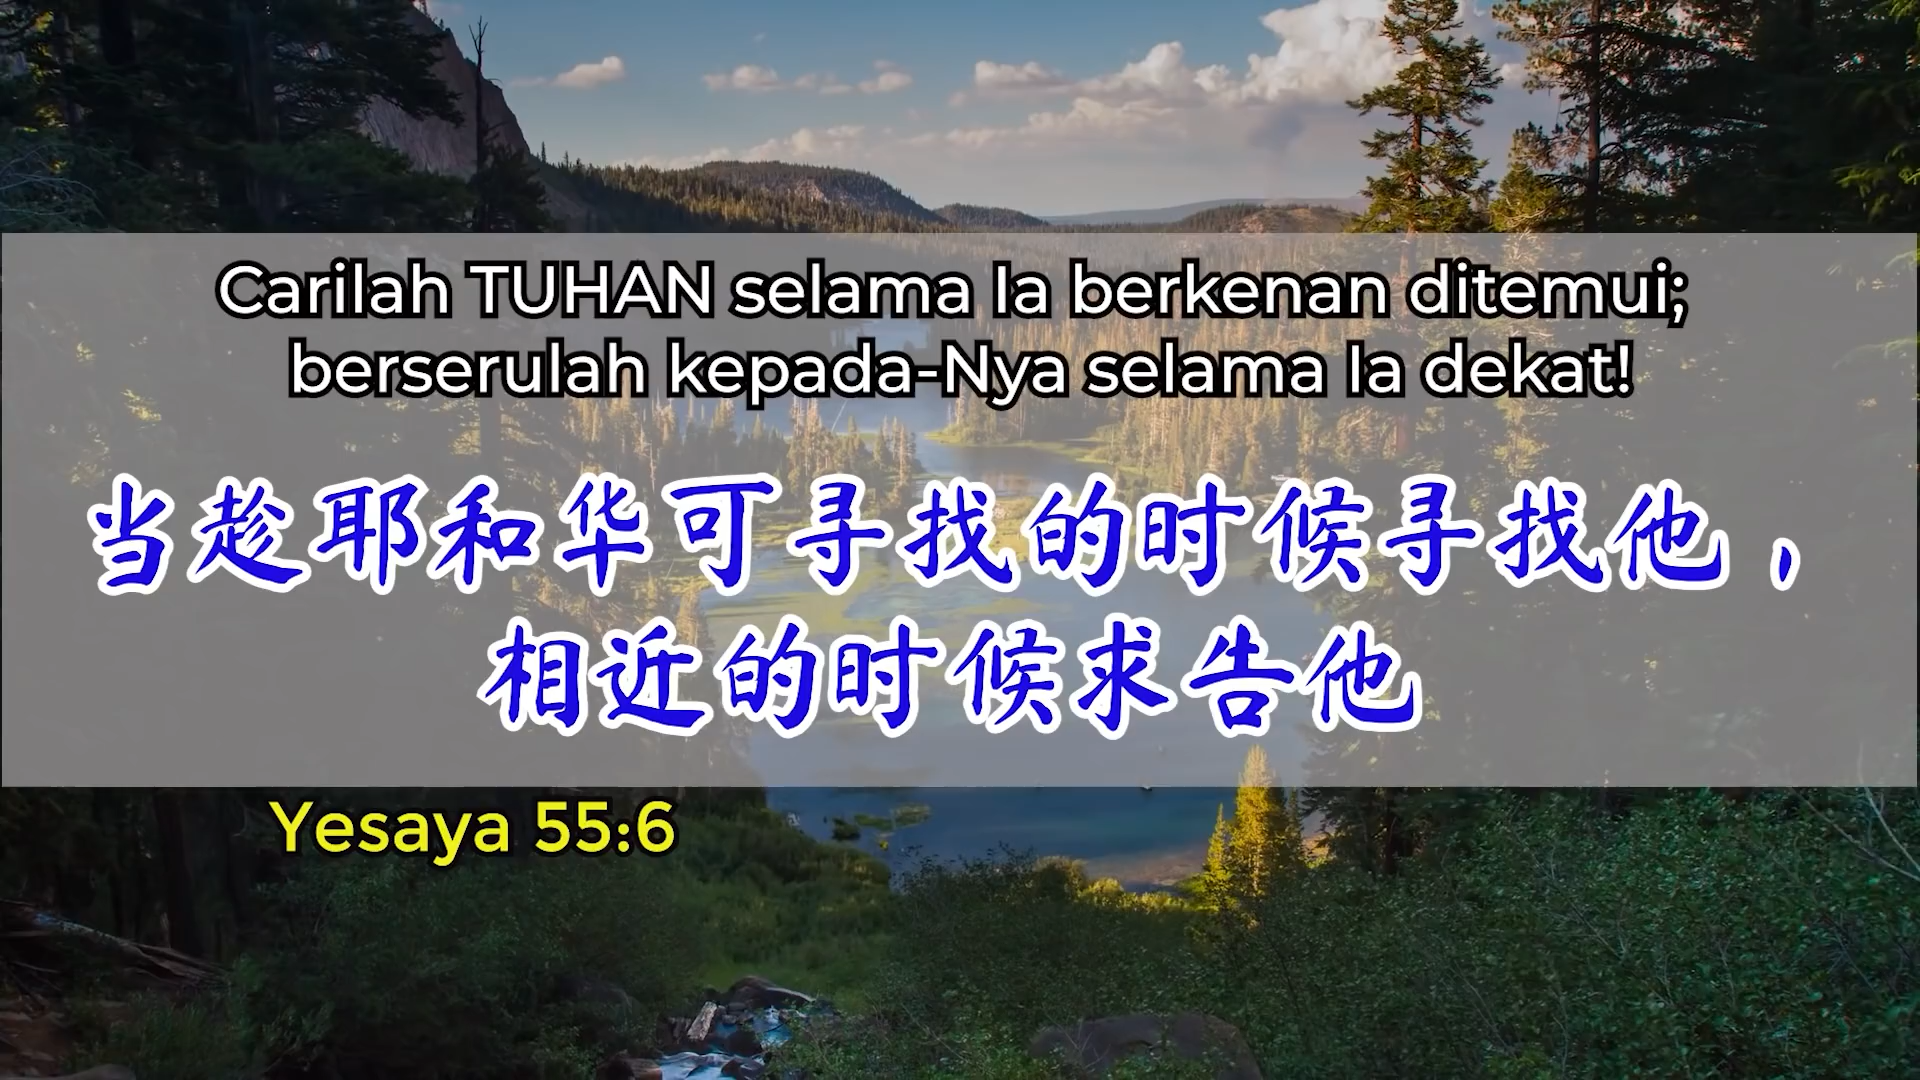 Carilah TUHAN selama Ia berkenan ditemui;
berserulah kepada-Nya selama Ia dekat!
当趁耶和华可寻找的时候寻找他，
相近的时候求告他
Yesaya 55:6